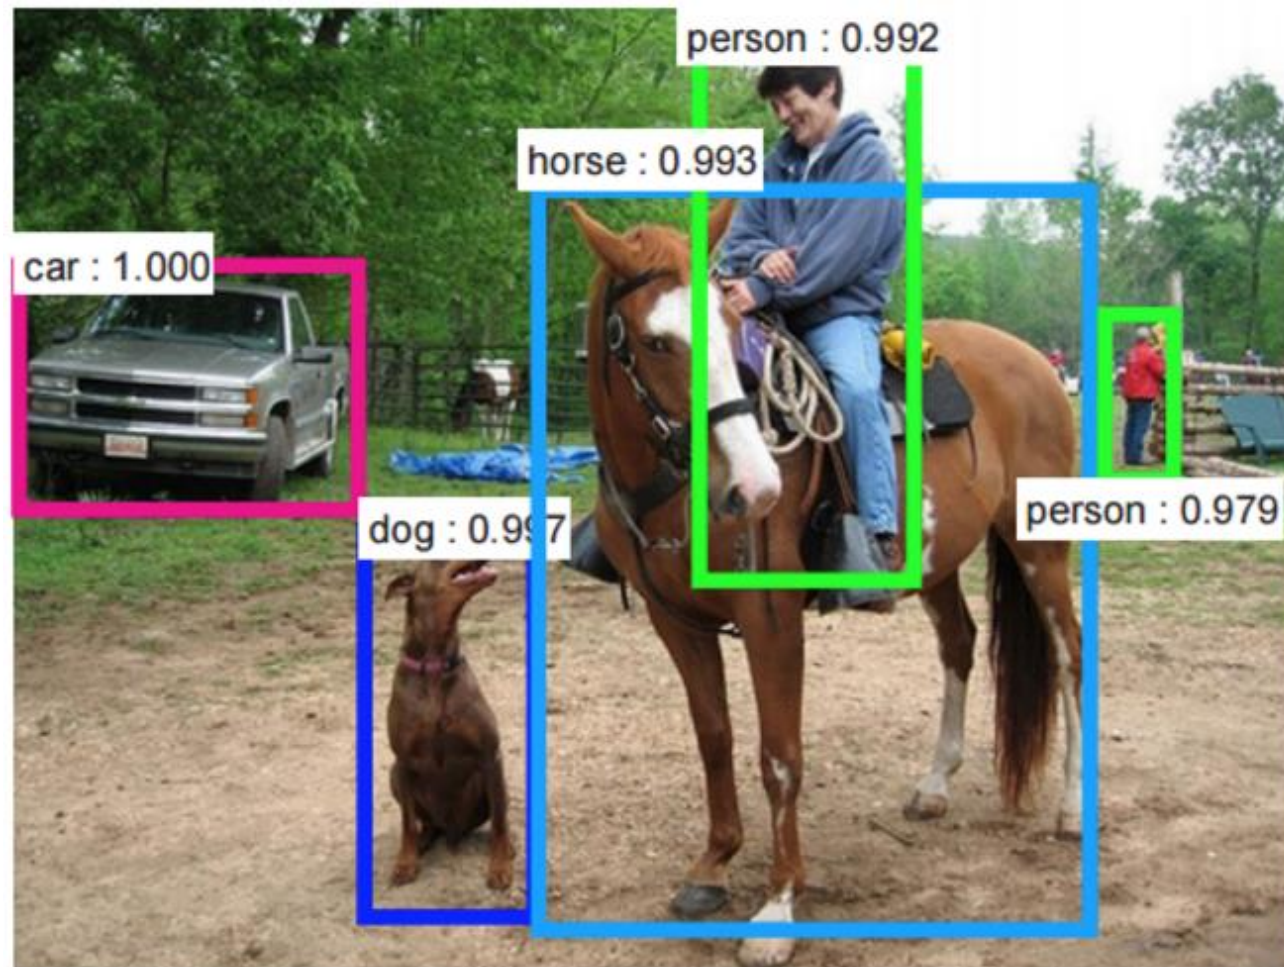 person : 0.992
horse : 0.993
car : 1.000
dog : 0.997
person : 0.979